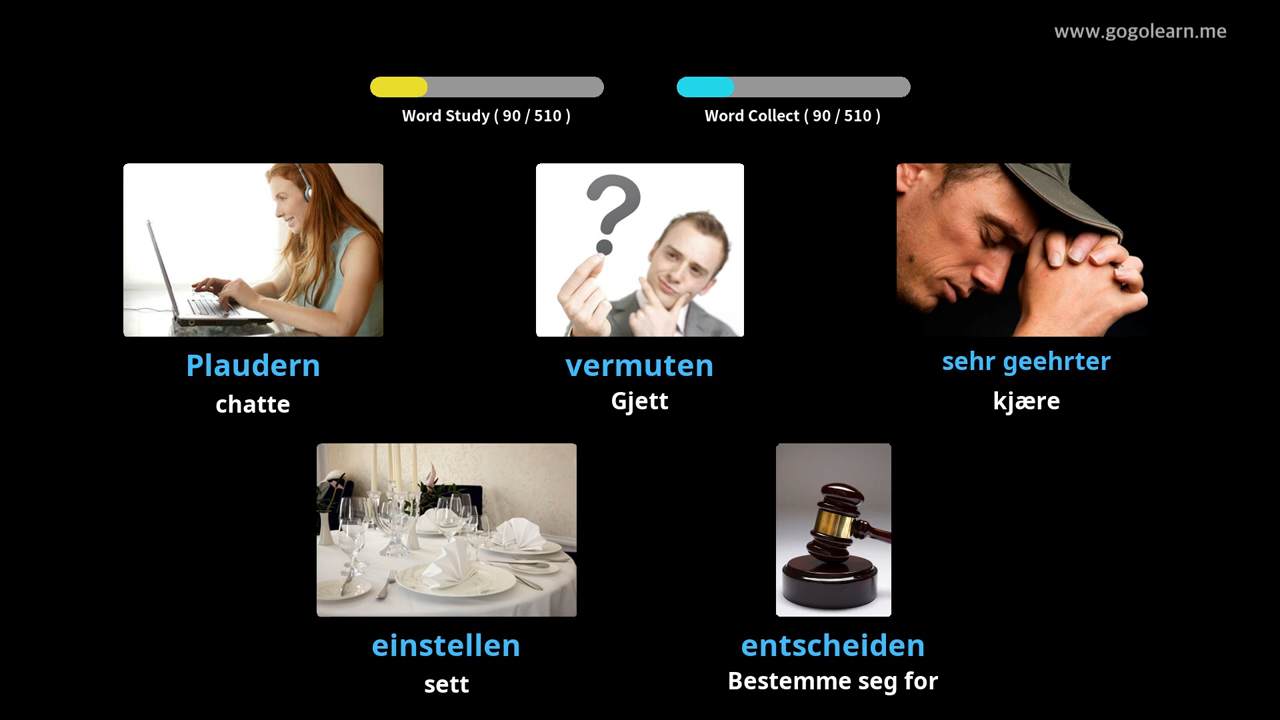 www.gogolearn.me
Word Study ( 90 / 510 )
Word Collect ( 90 / 510 )
Plaudern
chatte
vermuten
Gjett
sehr geehrter
kjære
einstellen
sett
entscheiden
Bestemme seg for